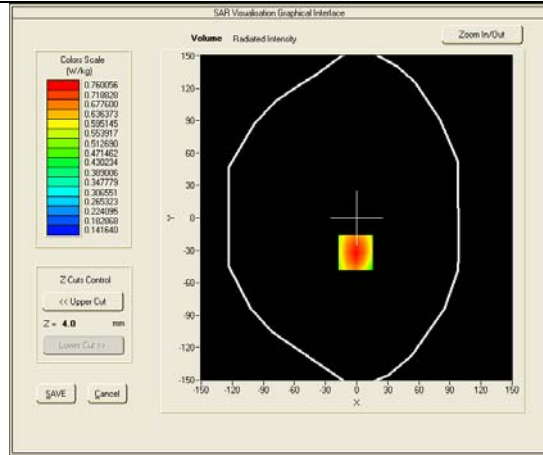 SAR Visualisation Graphical Interface
Volume Radiated Intensity
Zoom In/Out
Colors Scale
(W/kg)
0.760056
0.718828
0.677600
0.636373
0.595145
0.553917
0.512690
0.471462
0.430234
0.389006
0.347779
0.306551
0.265323
0.224095
0.182868
0.141640
Z Cuts Control
<< Upper Cut
Z = 4.0 mm
Lower Cut >>
SAVE Cancel
150-
120-
90-
60-
30-
0-
-30-
-60-
-90-
-120-
-150-
Y
-150 -120 -90 -60 -30 0 30 60 90 120 150
X